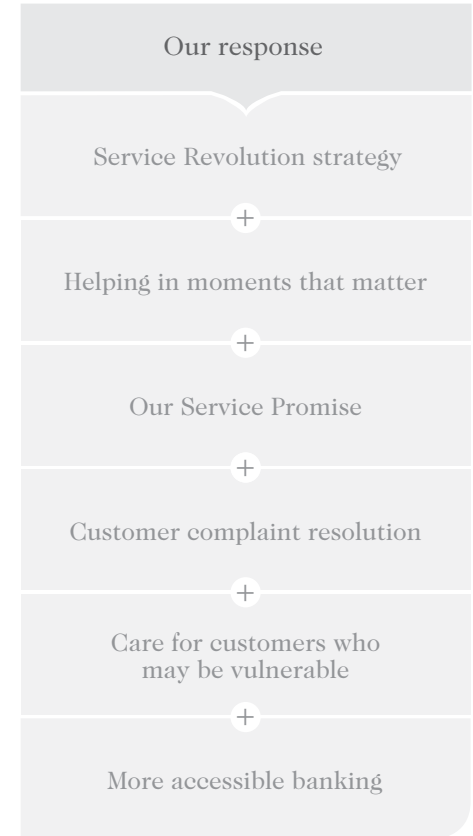 Our response
Service Revolution strategy
+
Helping in moments that matter
+
Our Service Promise
+
Customer complaint resolution
+
Care for customers who
may be vulnerable
+
More accessible banking